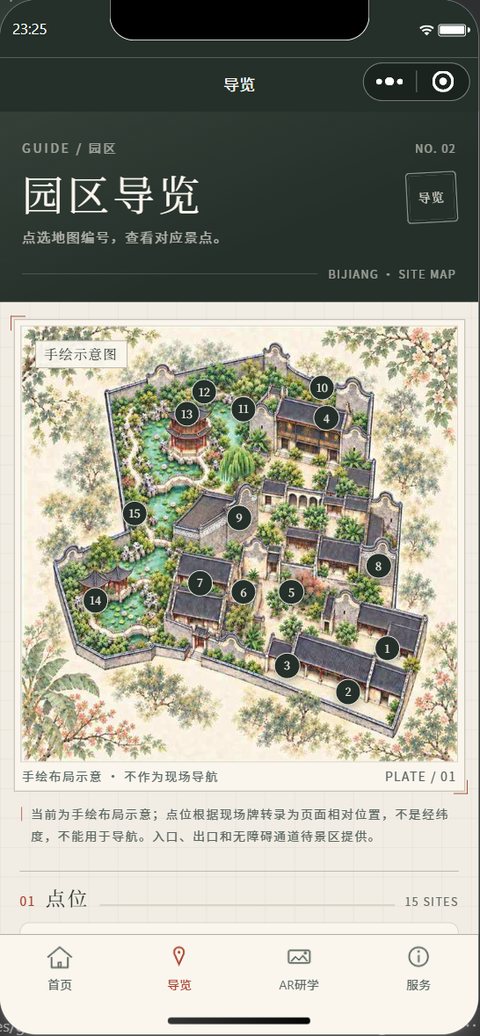 23:25
导览
GUIDE / 园区
NO. 02
园区导览
导览
点选地图编号，查看对应景点。
BIJIANG · SITE MAP
手绘示意图
10
12
11
13
4
15
9
8
7
6
5
14
1
3
2
手绘布局示意 · 不作为现场导航
PLATE / 01
当前为手绘布局示意；点位根据现场牌转录为页面相对位置，不是经纬
度，不能用于导航。入口、出口和无障碍通道待景区提供。
01 点位
15 SITES
首页
导览
AR研学
服务